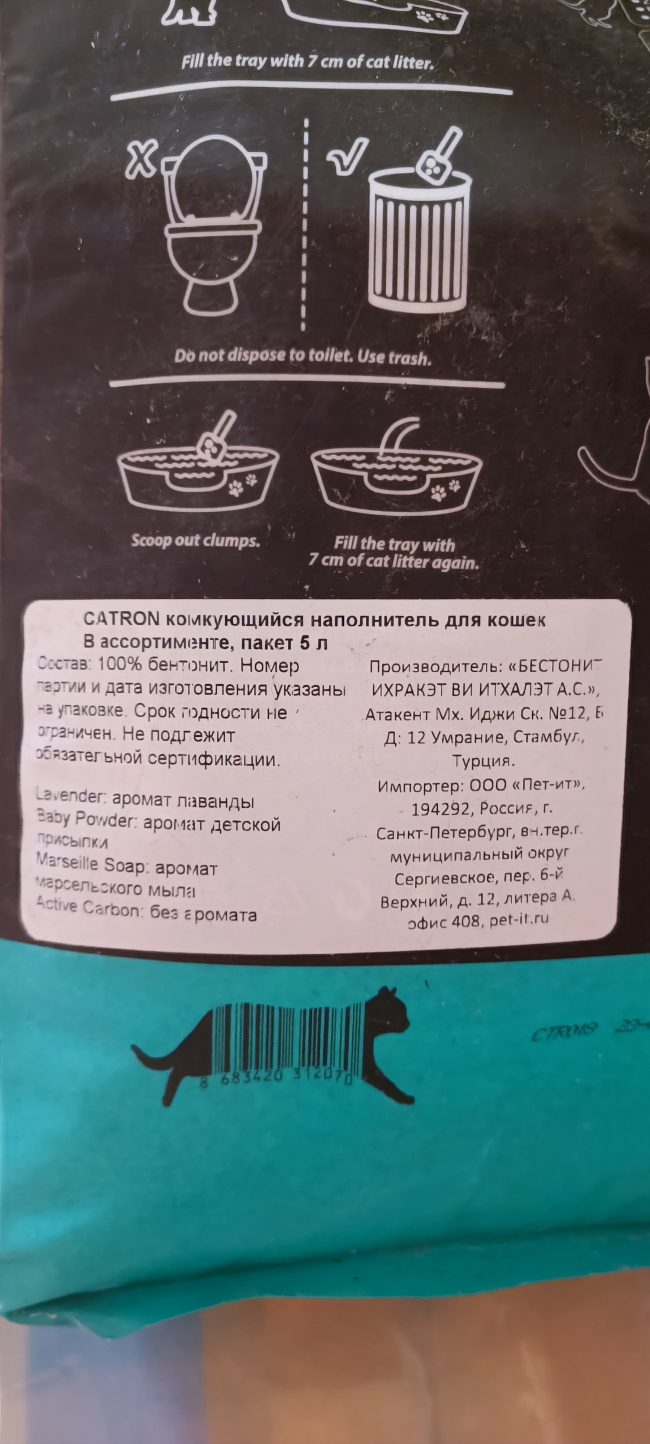 Fill the tray with 7 cm of cat litter.
X
Do not dispose to toilet. Use trash.
Scoop out clumps.
Fill the tray with
7 cm of cat litter again.
CATRON комкующийся наполнитель для кошек
В ассортименте, пакет 5 л
Состав: 100% бентонит. Номер
партии и дата изготовления указаны
на упаковке. Срок годности не
ограничен. Не подлежит
обязательной сертификации.
Lavender: аромат лаванды
Baby Powder: аромат детской
присыпки
Marseille Soap: аромат
марсельского мыла
Active Carbon: без аромата
Производитель: «БЕСТОНИТ
ИХРАКЭТ ВИ ИТХАЛЭТ А.С.»,
Атакент Мх. Иджи Ск. №12, Б
Д: 12 Умрание, Стамбул,
Турция.
Импортер: ООО «Пет-ит»,
194292, Россия, г.
Санкт-Петербург, вн.тер.г.
муниципальный округ
Сергиевское, пер. 6-й
Верхний, д. 12, литера А,
офис 408, pet-it.ru
8 683420 312070